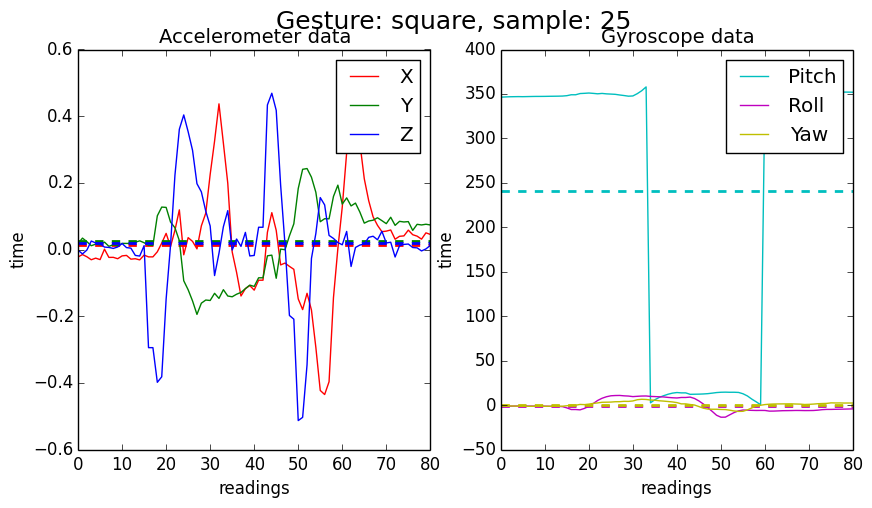 Gesture: square, sample: 25
Accelerometer data
0.6
0.4
0.2
0.0
−0.2
−0.4
−0.6
time
0 10 20 30 40 50 60 70 80
readings
X
Y
Z
Gyroscope data
400
350
300
250
200
150
100
50
0
−50
time
0 10 20 30 40 50 60 70 80
readings
Pitch
Roll
Yaw